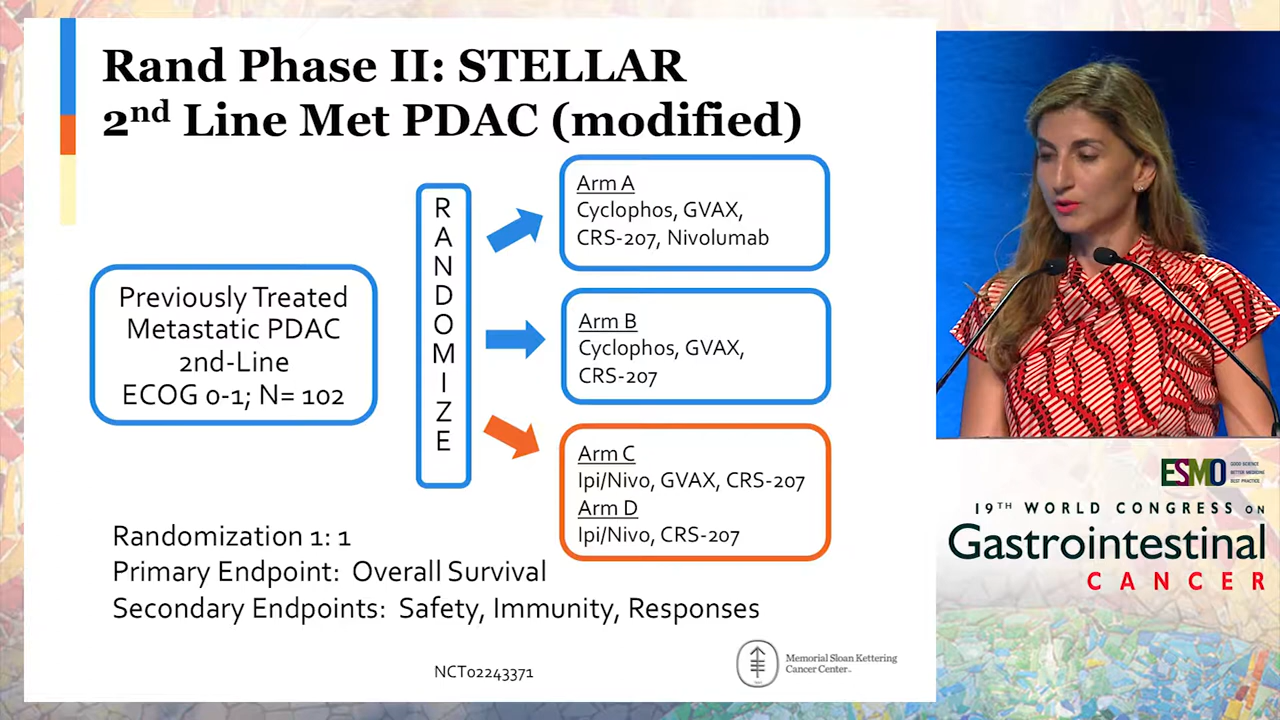 Rand Phase II: STELLAR
2nd Line Met PDAC (modified)
Previously Treated
Metastatic PDAC
2nd-Line
ECOG 0-1; N= 102
R
A
N
D
O
M
I
Z
E
Arm A
Cyclophos, GVAX,
CRS-207, Nivolumab
Arm B
Cyclophos, GVAX,
CRS-207
Arm C
Ipi/Nivo, GVAX, CRS-207
Arm D
Ipi/Nivo, CRS-207
Randomization 1: 1
Primary Endpoint: Overall Survival
Secondary Endpoints: Safety, Immunity, Responses
NCT02243371
Memorial Sloan Kettering
Cancer Center
ESMO
GOOD SCIENCE
BETTER MEDICINE
BEST PRACTICE
19TH WORLD CONGRESS ON
Gastrointestinal
CANCER